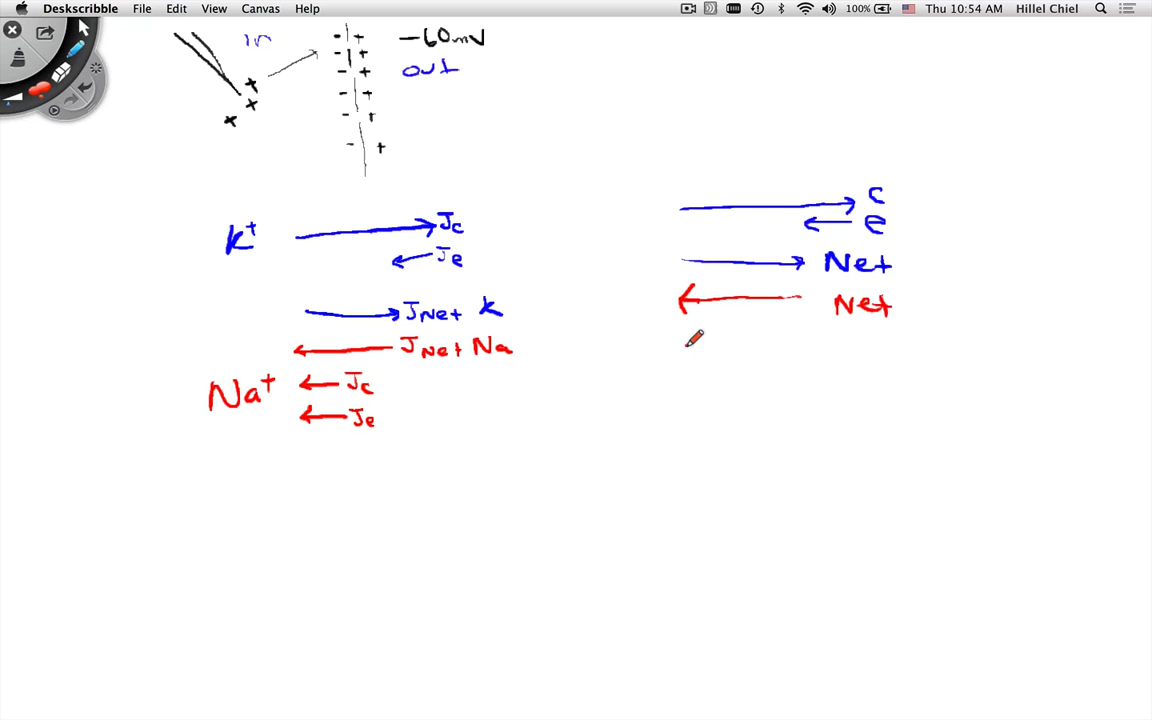 Deskscribble File Edit View Canvas Help 100% Thu 10:54 AM Hillel Chiel
in
- + -60mV
- +
- + out
- +
- +
- +
+
+
+
K+ Jc
Je
JNet K
JNet Na
Na+ Jc
Je
c
e
Net
Net